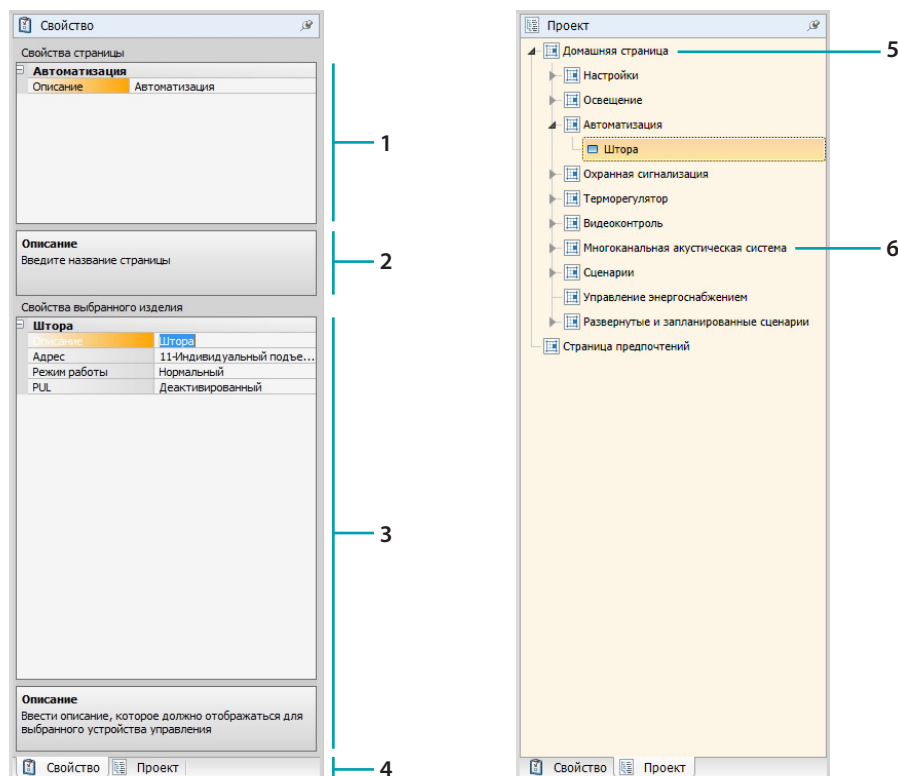 Свойство
Свойства страницы
Автоматизация
Описание Автоматизация
1
Описание
Введите название страницы
2
Свойства выбранного изделия
Штора
Описание Штора
Адрес 11-Индивидуальный подъе...
Режим работы Нормальный
PUL Деактивированный
3
Описание
Ввести описание, которое должно отображаться для
выбранного устройства управления
Свойство Проект
4
Проект
Домашняя страница
5
Настройки
Освещение
Автоматизация
Штора
Охранная сигнализация
Терморегулятор
Видеоконтроль
Многоканальная акустическая система
6
Сценарии
Управление энергоснабжением
Развернутые и запланированные сценарии
Страница предпочтений
Свойство Проект